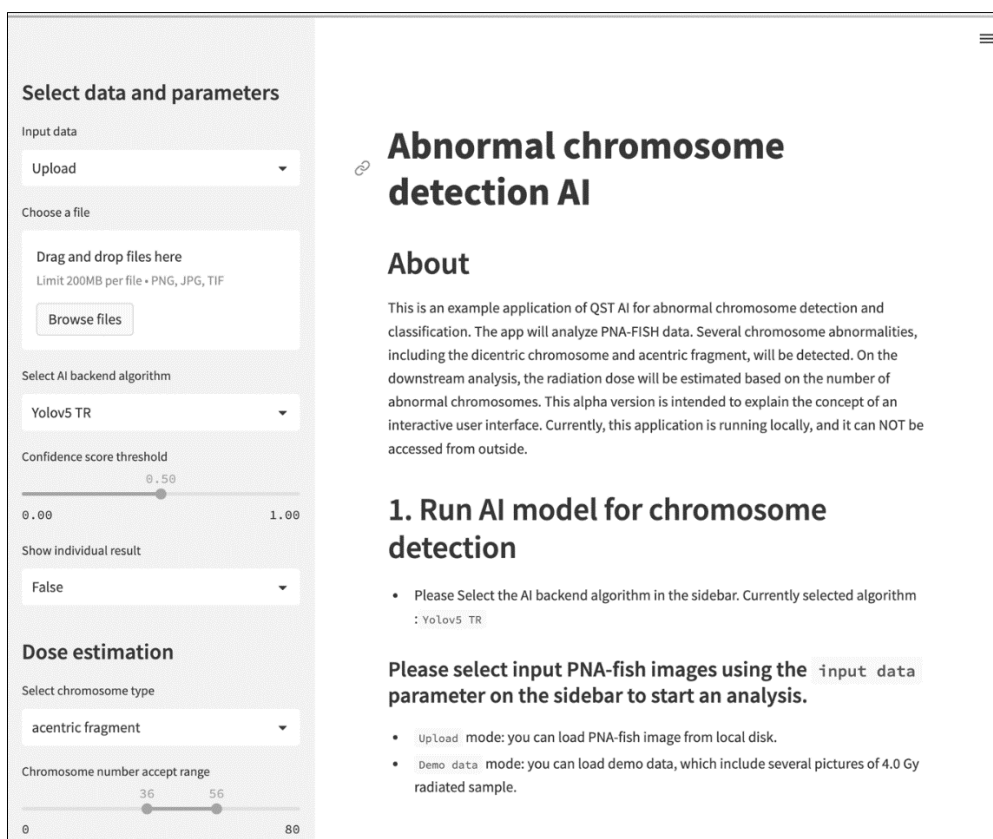 Select data and parameters
Input data
Upload
Choose a file
Drag and drop files here
Limit 200MB per file • PNG, JPG, TIF
Browse files
Select AI backend algorithm
Yolov5 TR
Confidence score threshold
0.50
0.00 1.00
Show individual result
False
Dose estimation
Select chromosome type
acentric fragment
Chromosome number accept range
36 56
0 80
Abnormal chromosome
detection AI
About
This is an example application of QST AI for abnormal chromosome detection and
classification. The app will analyze PNA-FISH data. Several chromosome abnormalities,
including the dicentric chromosome and acentric fragment, will be detected. On the
downstream analysis, the radiation dose will be estimated based on the number of
abnormal chromosomes. This alpha version is intended to explain the concept of an
interactive user interface. Currently, this application is running locally, and it can NOT be
accessed from outside.
1. Run AI model for chromosome
detection
• Please Select the AI backend algorithm in the sidebar. Currently selected algorithm
: Yolov5 TR
Please select input PNA-fish images using the input data
parameter on the sidebar to start an analysis.
• Upload mode: you can load PNA-fish image from local disk.
• Demo data mode: you can load demo data, which include several pictures of 4.0 Gy
radiated sample.